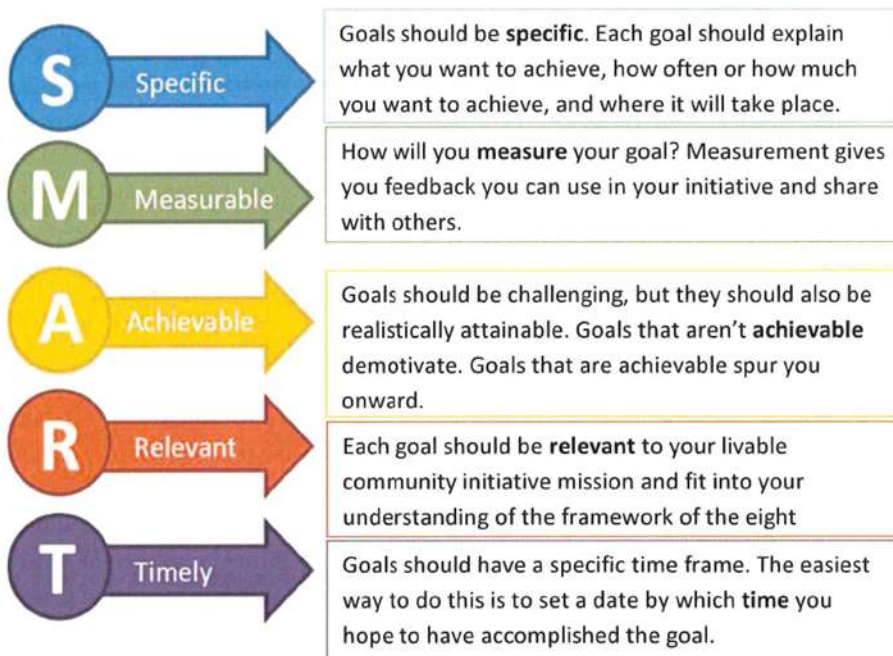 S
Specific
Goals should be specific. Each goal should explain
what you want to achieve, how often or how much
you want to achieve, and where it will take place.
M
Measurable
How will you measure your goal? Measurement gives
you feedback you can use in your initiative and share
with others.
A
Achievable
Goals should be challenging, but they should also be
realistically attainable. Goals that aren't achievable
demotivate. Goals that are achievable spur you
onward.
R
Relevant
Each goal should be relevant to your livable
community initiative mission and fit into your
understanding of the framework of the eight
T
Timely
Goals should have a specific time frame. The easiest
way to do this is to set a date by which time you
hope to have accomplished the goal.